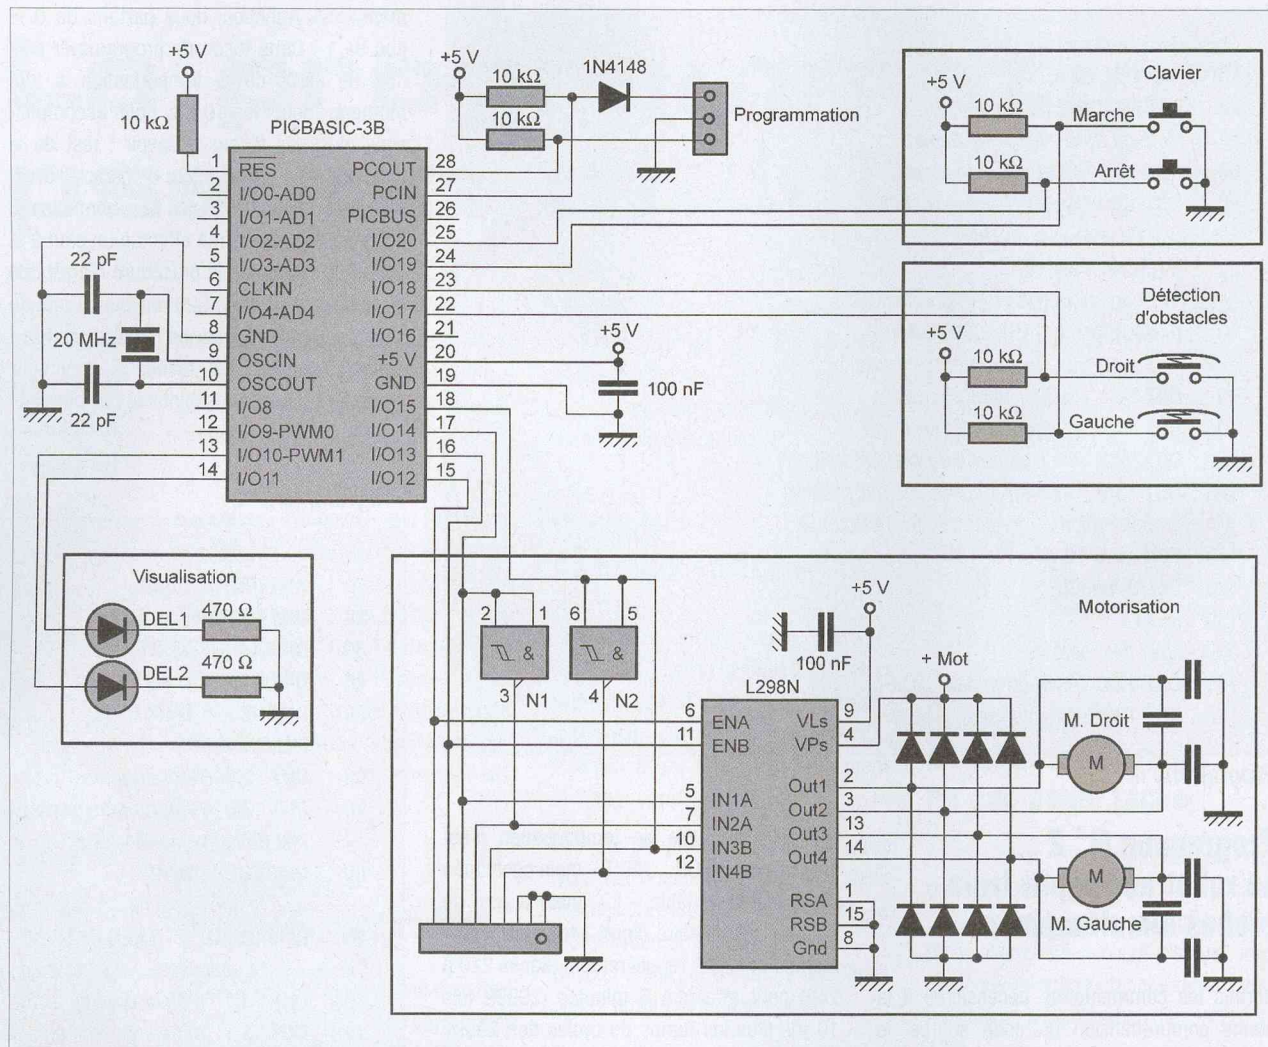 +5 V
10 kΩ
PICBASIC-3B
+5 V
10 kΩ
10 kΩ
1N4148
Programmation
Clavier
+5 V
10 kΩ
Marche
10 kΩ
Arrêt
1 RES
2 I/O0-AD0
3 I/O1-AD1
4 I/O2-AD2
5 I/O3-AD3
6 CLKIN
7 I/O4-AD4
8 GND
9 OSCIN
10 OSCOUT
11 I/O8
12 I/O9-PWM0
13 I/O10-PWM1
14 I/O11
PCOUT 28
PCIN 27
PICBUS 26
I/O20 25
I/O19 24
I/O18 23
I/O17 22
I/O16 21
+5 V 20
GND 19
I/O15 18
I/O14 17
I/O13 16
I/O12 15
22 pF
20 MHz
22 pF
+5 V
100 nF
Détection
d'obstacles
+5 V
10 kΩ
Droit
10 kΩ
Gauche
Visualisation
DEL1
470 Ω
DEL2
470 Ω
Motorisation
2 1
&
3 N1
6 5
&
4 N2
+5 V
100 nF
+ Mot
L298N
6 ENA
11 ENB
5 IN1A
7 IN2A
10 IN3B
12 IN4B
VLs 9
VPs 4
Out1 2
Out2 3
Out3 13
Out4 14
RSA 1
RSB 15
Gnd 8
M. Droit
M
M
M. Gauche